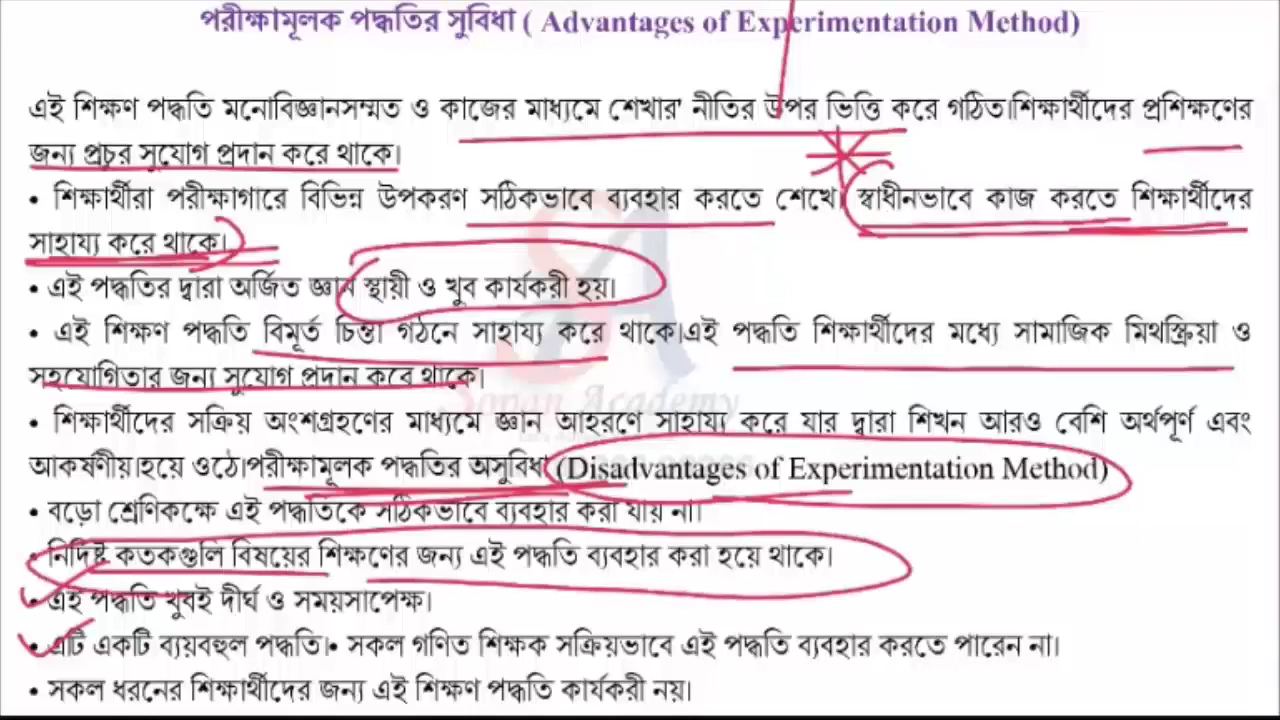 পরীক্ষামূলক পদ্ধতির সুবিধা ( Advantages of Experimentation Method)
এই শিক্ষণ পদ্ধতি মনোবিজ্ঞানসম্মত ও কাজের মাধ্যমে শেখার' নীতির উপর ভিত্তি করে গঠিত।শিক্ষার্থীদের প্রশিক্ষণের
জন্য প্রচুর সুযোগ প্রদান করে থাকে।
• শিক্ষার্থীরা পরীক্ষাগারে বিভিন্ন উপকরণ সঠিকভাবে ব্যবহার করতে শেখে। স্বাধীনভাবে কাজ করতে শিক্ষার্থীদের
সাহায্য করে থাকে।
• এই পদ্ধতির দ্বারা অর্জিত জ্ঞান স্থায়ী ও খুব কার্যকরী হয়।
• এই শিক্ষণ পদ্ধতি বিমূর্ত চিন্তা গঠনে সাহায্য করে থাকে।এই পদ্ধতি শিক্ষার্থীদের মধ্যে সামাজিক মিথস্ক্রিয়া ও
সহযোগিতার জন্য সুযোগ প্রদান করে থাকে।
Sopan Academy
• শিক্ষার্থীদের সক্রিয় অংশগ্রহণের মাধ্যমে জ্ঞান আহরণে সাহায্য করে যার দ্বারা শিখন আরও বেশি অর্থপূর্ণ এবং
আকর্ষণীয়।হয়ে ওঠে।পরীক্ষামূলক পদ্ধতির অসুবিধা (Disadvantages of Experimentation Method)
• বড়ো শ্রেণিকক্ষে এই পদ্ধতিকে সঠিকভাবে ব্যবহার করা যায় না।
• নির্দিষ্ট কতকগুলি বিষয়ের শিক্ষণের জন্য এই পদ্ধতি ব্যবহার করা হয়ে থাকে।
• এই পদ্ধতি খুবই দীর্ঘ ও সময়সাপেক্ষ।
• এটি একটি ব্যয়বহুল পদ্ধতি।• সকল গণিত শিক্ষক সক্রিয়ভাবে এই পদ্ধতি ব্যবহার করতে পারেন না।
• সকল ধরনের শিক্ষার্থীদের জন্য এই শিক্ষণ পদ্ধতি কার্যকরী নয়।